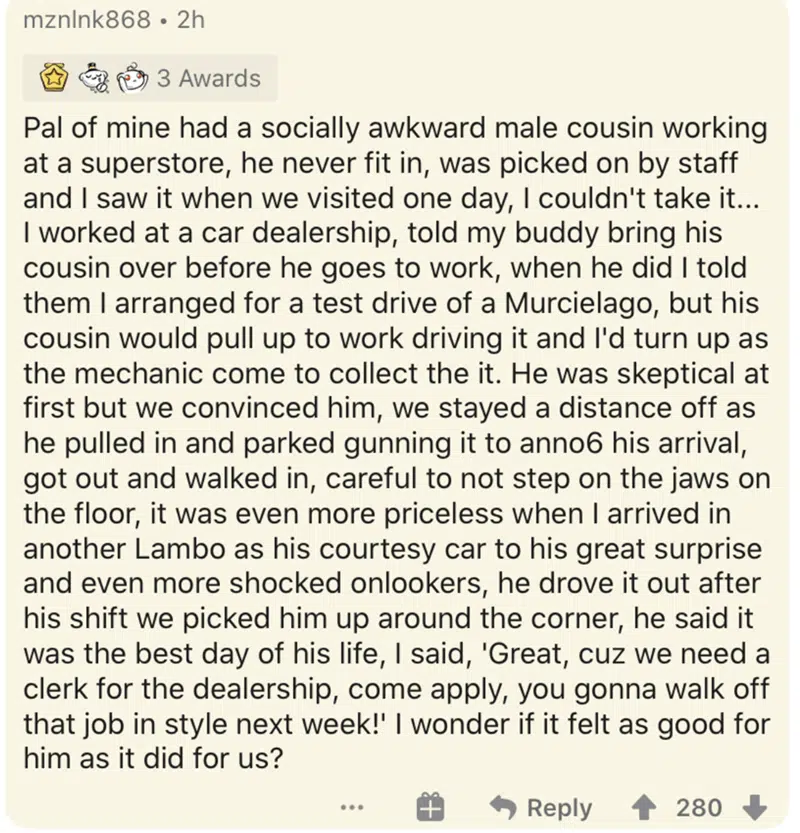 mznlnk868 • 2h
3 Awards
Pal of mine had a socially awkward male cousin working
at a superstore, he never fit in, was picked on by staff
and I saw it when we visited one day, I couldn't take it...
I worked at a car dealership, told my buddy bring his
cousin over before he goes to work, when he did I told
them I arranged for a test drive of a Murcielago, but his
cousin would pull up to work driving it and I'd turn up as
the mechanic come to collect the it. He was skeptical at
first but we convinced him, we stayed a distance off as
he pulled in and parked gunning it to anno6 his arrival,
got out and walked in, careful to not step on the jaws on
the floor, it was even more priceless when I arrived in
another Lambo as his courtesy car to his great surprise
and even more shocked onlookers, he drove it out after
his shift we picked him up around the corner, he said it
was the best day of his life, I said, 'Great, cuz we need a
clerk for the dealership, come apply, you gonna walk off
that job in style next week!' I wonder if it felt as good for
him as it did for us?
... Reply 280